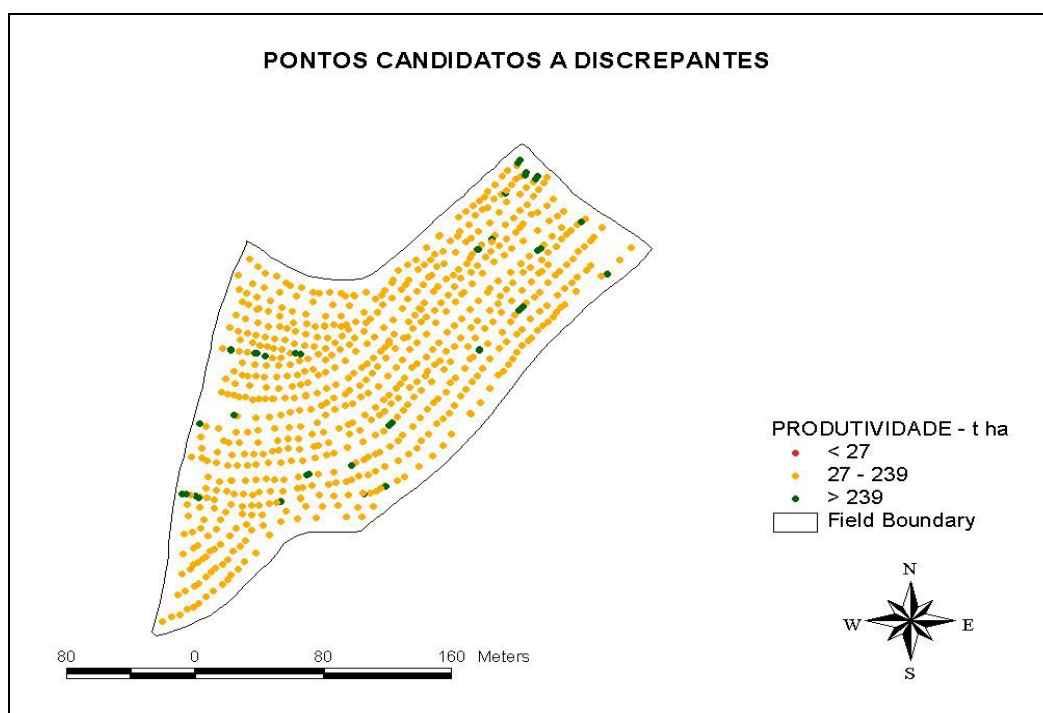 PONTOS CANDIDATOS A DISCREPANTES
PRODUTIVIDADE - t ha
< 27
27 - 239
> 239
Field Boundary
N
W E
S
80 0 80 160 Meters